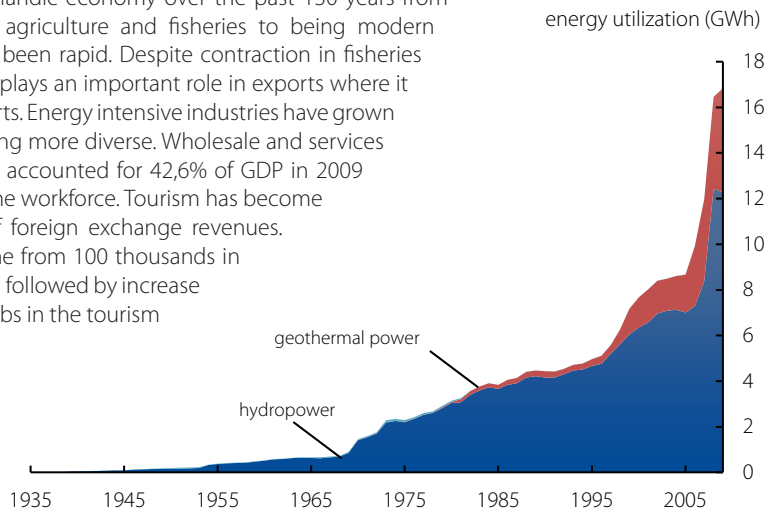 andic economy over the past 150 years from
agriculture and fisheries to being modern
been rapid. Despite contraction in fisheries
plays an important role in exports where it
rts. Energy intensive industries have grown
ng more diverse. Wholesale and services
accounted for 42,6% of GDP in 2009
he workforce. Tourism has become
f foreign exchange revenues.
me from 100 thousands in
followed by increase
bs in the tourism
energy utilization (GWh)
18
16
14
12
10
8
6
4
2
0
geothermal power
hydropower
1935 1945 1955 1965 1975 1985 1995 2005